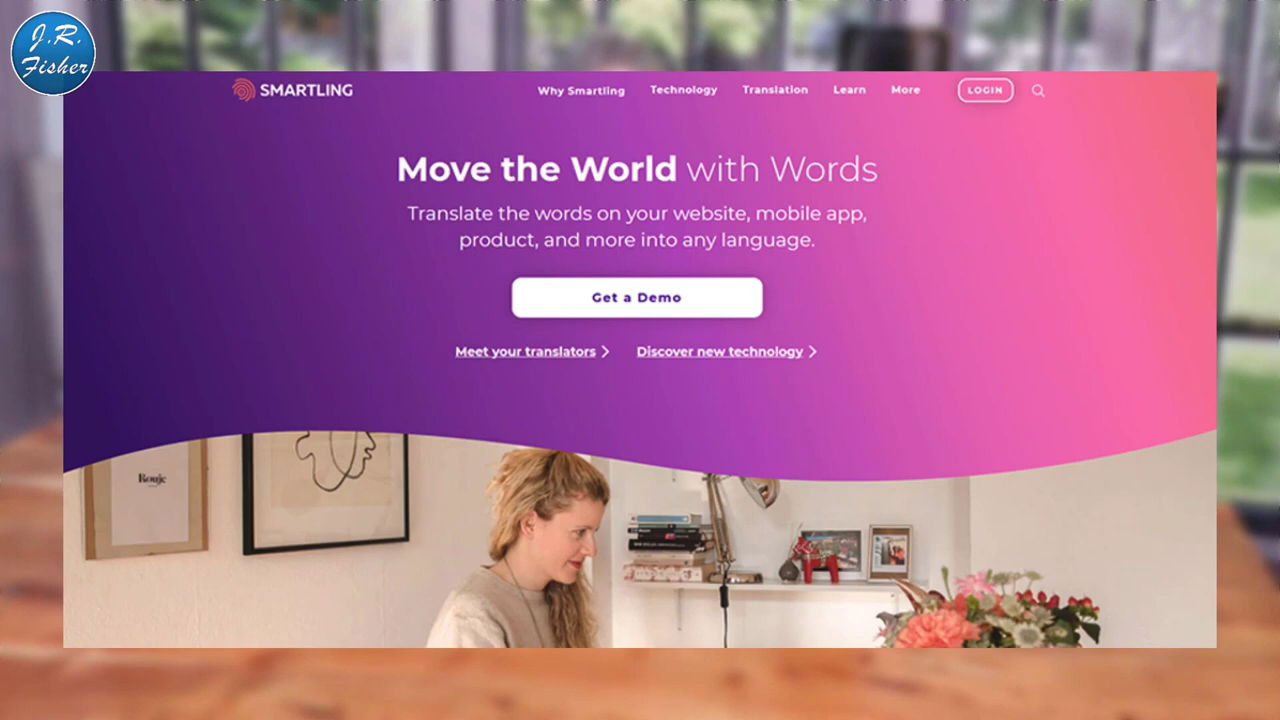 J.R.
Fisher
SMARTLING
Why Smartling
Technology
Translation
Learn
More
LOGIN
Move the World with Words
Translate the words on your website, mobile app,
product, and more into any language.
Get a Demo
Meet your translators
Discover new technology
Rouje